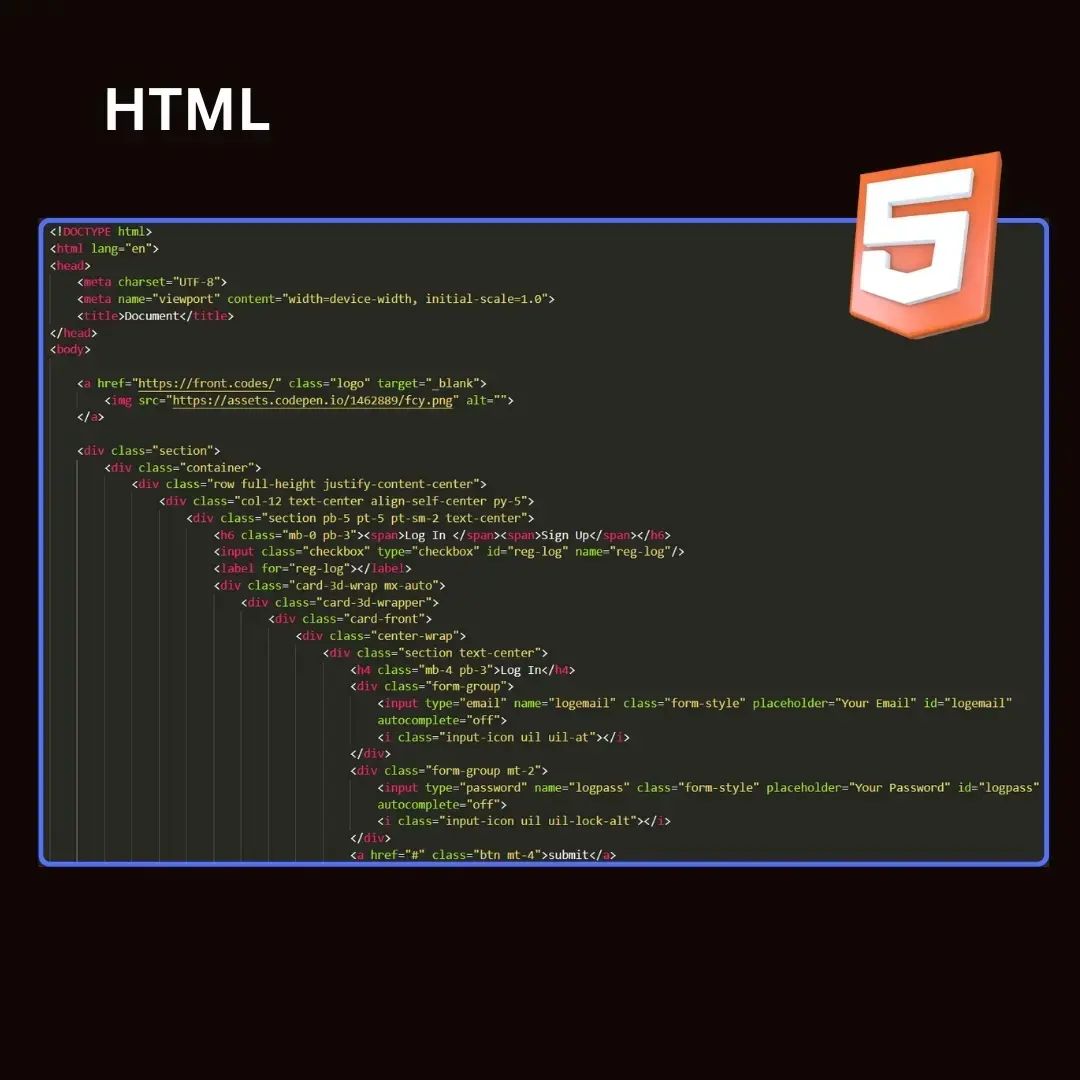 HTML
5
<!DOCTYPE html>
<html lang="en">
<head>
    <meta charset="UTF-8">
    <meta name="viewport" content="width=device-width, initial-scale=1.0">
    <title>Document</title>
</head>
<body>

    <a href="https://front.codes/" class="logo" target="_blank">
        <img src="https://assets.codepen.io/1462889/fcy.png" alt="">
    </a>

    <div class="section">
        <div class="container">
            <div class="row full-height justify-content-center">
                <div class="col-12 text-center align-self-center py-5">
                    <div class="section pb-5 pt-5 pt-sm-2 text-center">
                        <h6 class="mb-0 pb-3"><span>Log In </span><span>Sign Up</span></h6>
                        <input class="checkbox" type="checkbox" id="reg-log" name="reg-log"/>
                        <label for="reg-log"></label>
                        <div class="card-3d-wrap mx-auto">
                            <div class="card-3d-wrapper">
                                <div class="card-front">
                                    <div class="center-wrap">
                                        <div class="section text-center">
                                            <h4 class="mb-4 pb-3">Log In</h4>
                                            <div class="form-group">
                                                <input type="email" name="logemail" class="form-style" placeholder="Your Email" id="logemail"
                                                autocomplete="off">
                                                <i class="input-icon uil uil-at"></i>
                                            </div>
                                            <div class="form-group mt-2">
                                                <input type="password" name="logpass" class="form-style" placeholder="Your Password" id="logpass"
                                                autocomplete="off">
                                                <i class="input-icon uil uil-lock-alt"></i>
                                            </div>
                                            <a href="#" class="btn mt-4">submit</a>